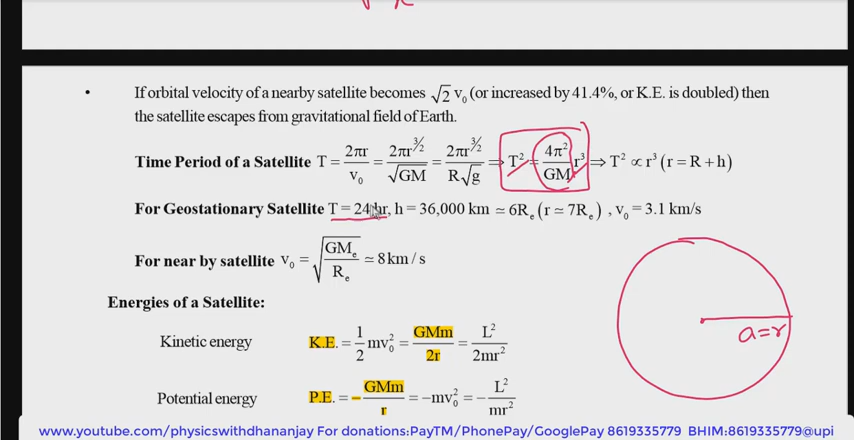 • If orbital velocity of a nearby satellite becomes √2 v₀ (or increased by 41.4%, or K.E. is doubled) then
the satellite escapes from gravitational field of Earth.
Time Period of a Satellite T = 2πr/v₀ = 2πr^(3/2)/√GM = 2πr^(3/2)/R√g ⇒ T² = 4π²/GM r³ ⇒ T² ∝ r³ (r = R + h)
For Geostationary Satellite T = 24 hr, h = 36,000 km ≃ 6Rₑ (r ≃ 7Rₑ) , v₀ = 3.1 km/s
For near by satellite v₀ = √(GMₑ/Rₑ) ≃ 8 km / s
a=r
Energies of a Satellite:
Kinetic energy K.E. = 1/2 mv₀² = GMm/2r = L²/2mr²
Potential energy P.E. = −GMm/r = −mv₀² = −L²/mr²
www.youtube.com/physicswithdhananjay For donations:PayTM/PhonePay/GooglePay 8619335779 BHIM:8619335779@upi